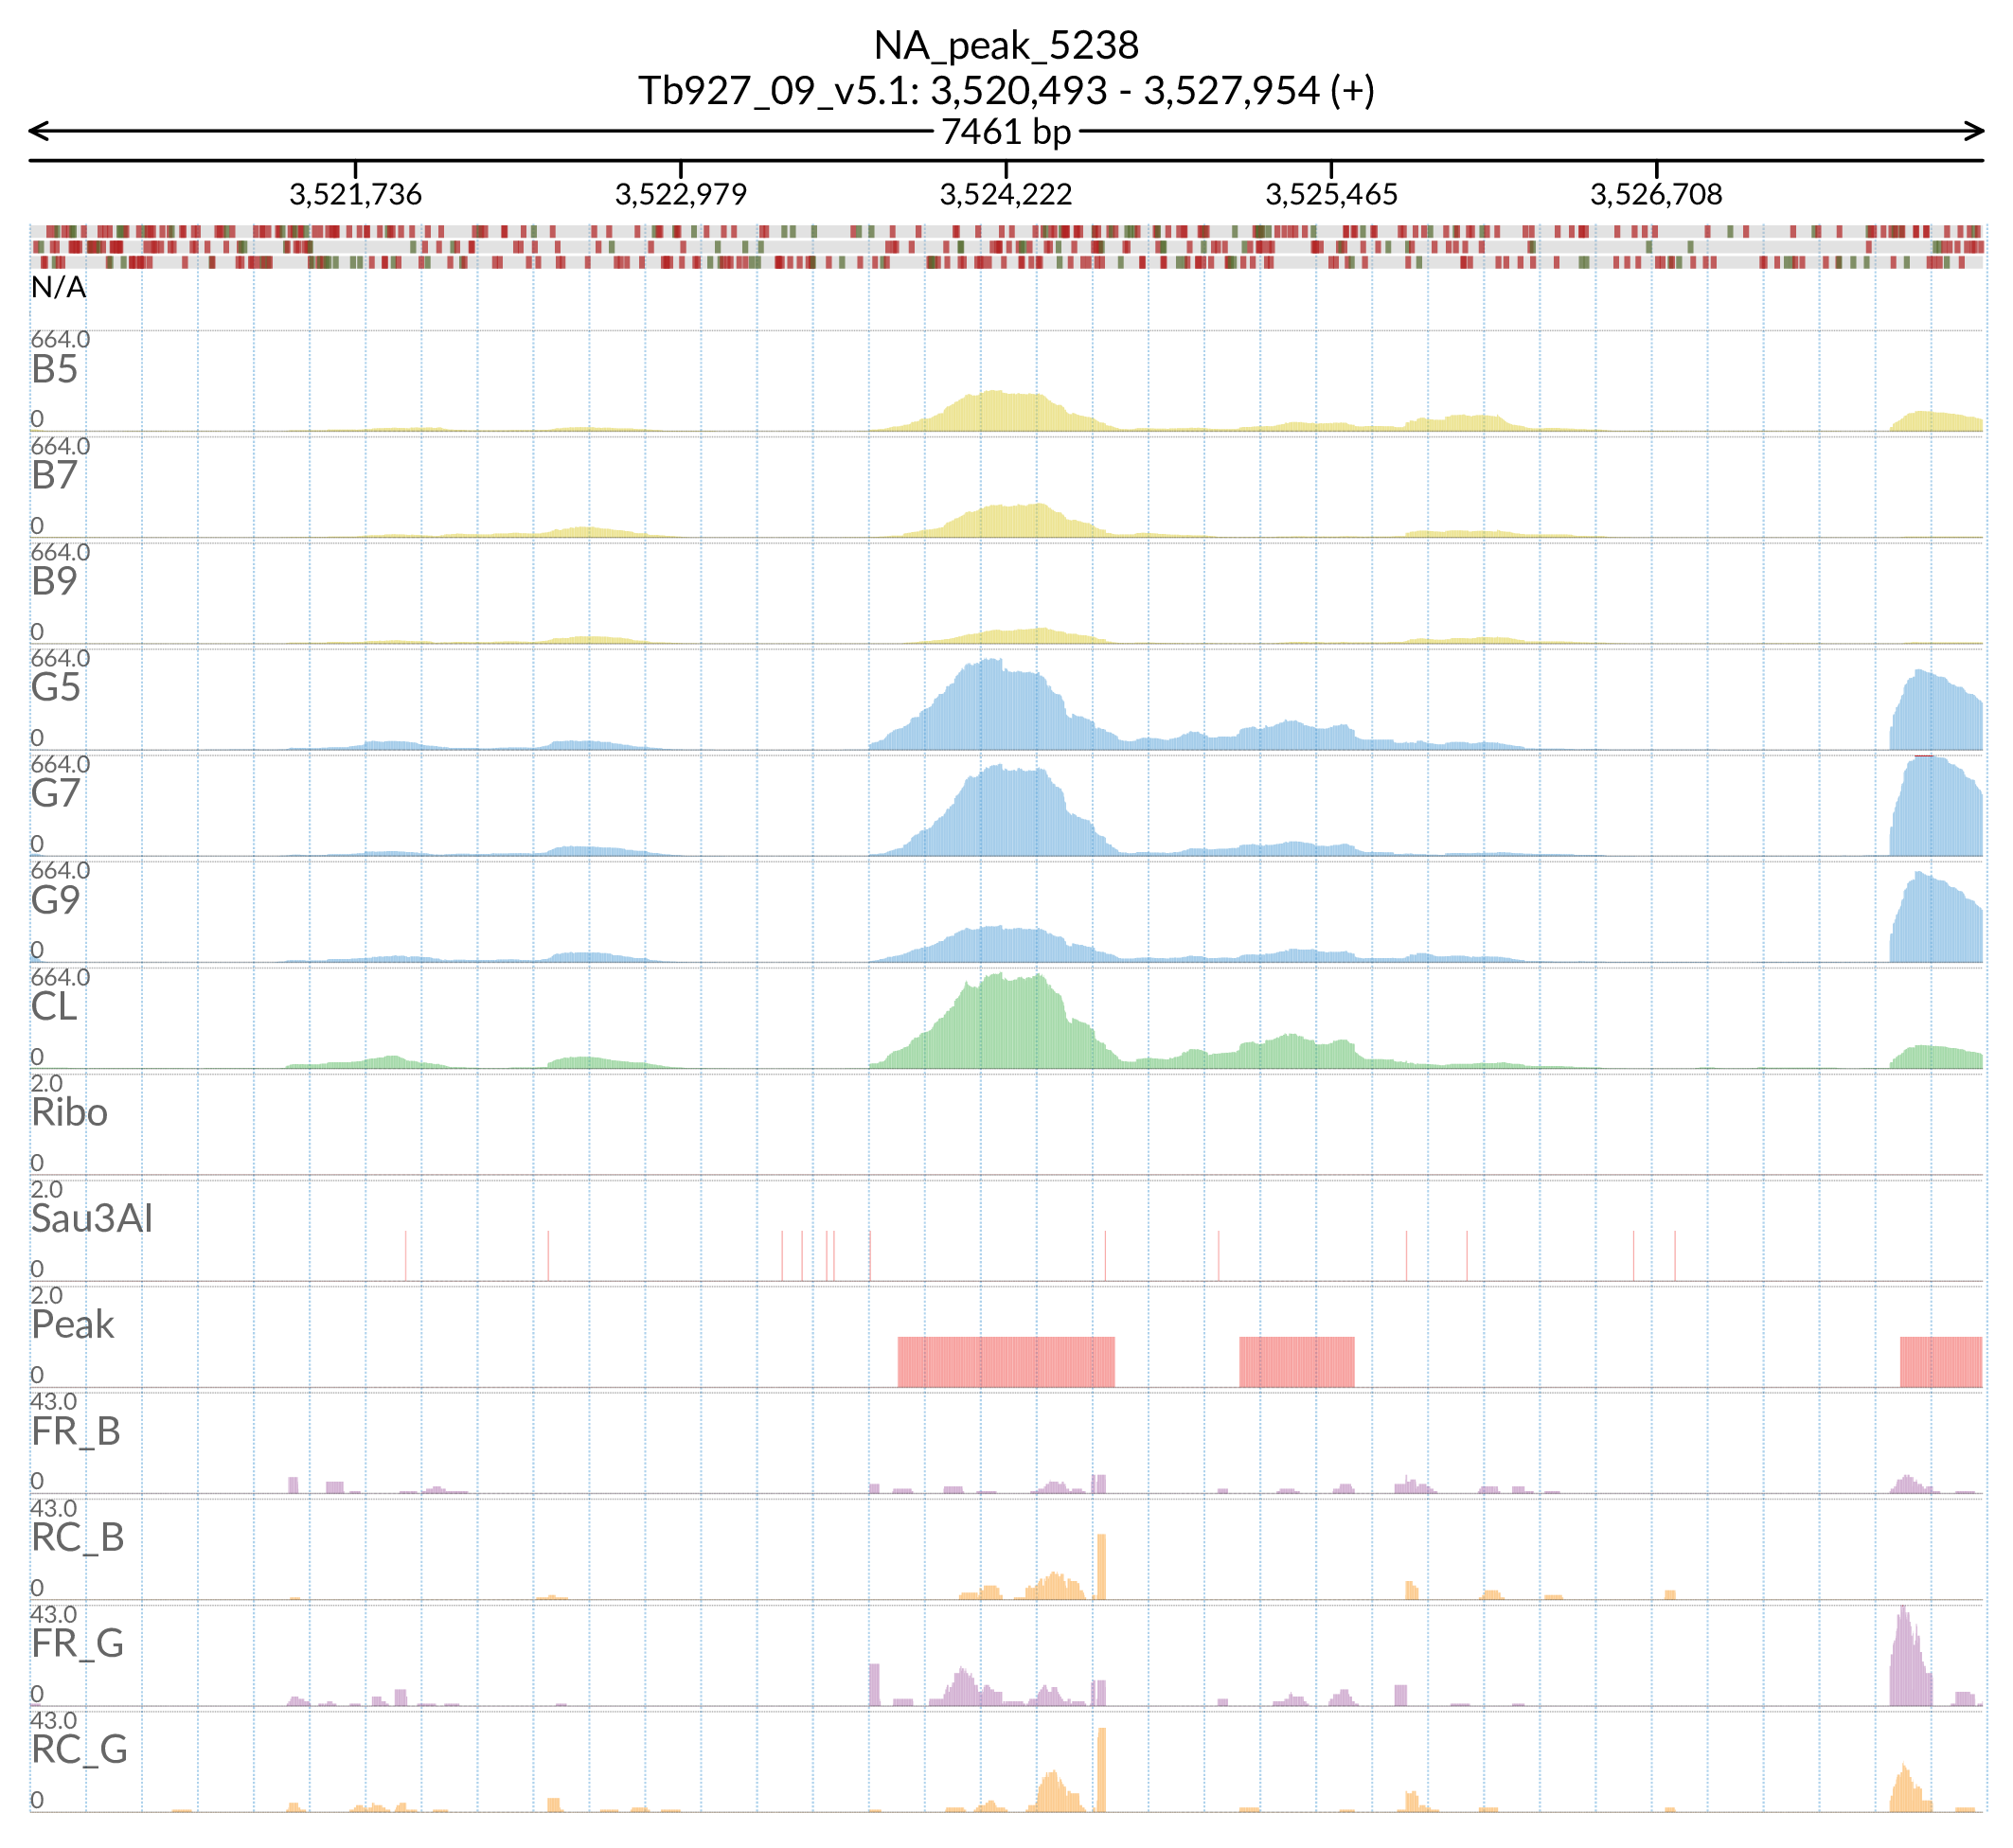 NA_peak_5238
Tb927_09_v5.1: 3,520,493 - 3,527,954 (+)
7461 bp
3,521,736 3,522,979 3,524,222 3,525,465 3,526,708
N/A
664.0
B5
0
664.0
B7
0
664.0
B9
0
664.0
G5
0
664.0
G7
0
664.0
G9
0
664.0
CL
0
2.0
Ribo
0
2.0
Sau3AI
0
2.0
Peak
0
43.0
FR_B
0
43.0
RC_B
0
43.0
FR_G
0
43.0
RC_G
0